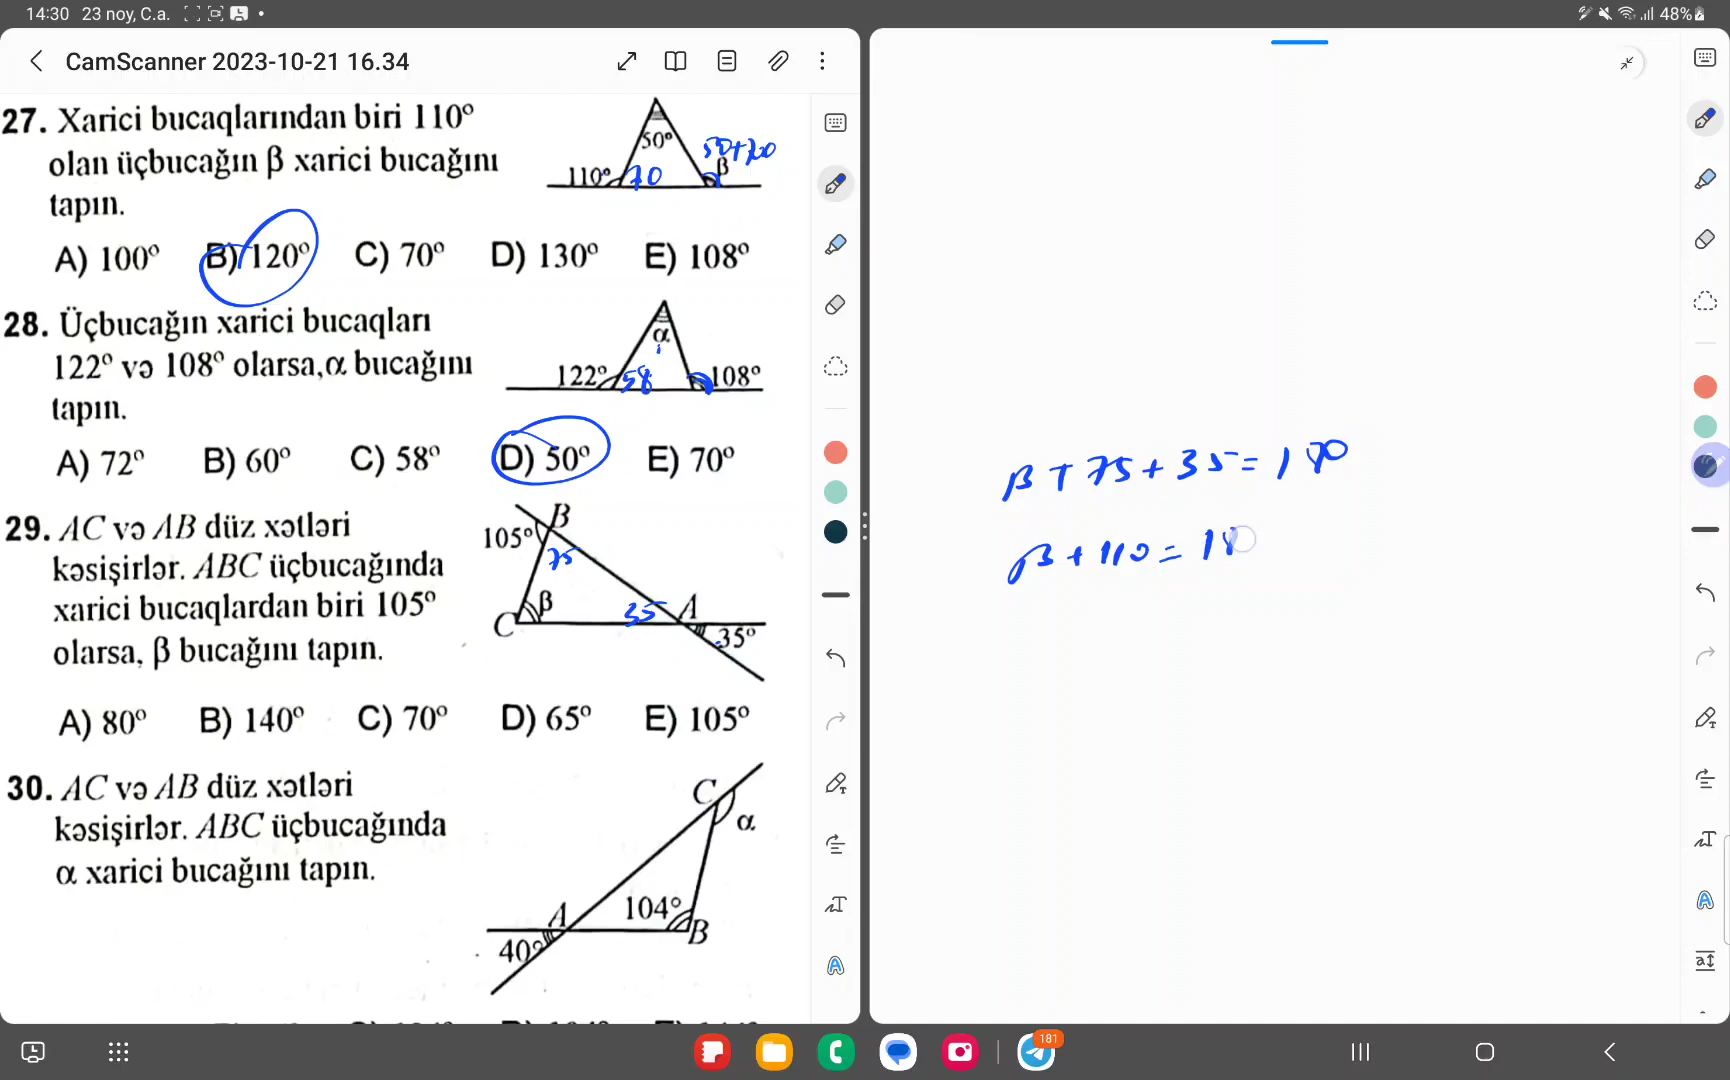 14:30 23 noy, C.a.
48%
CamScanner 2023-10-21 16.34
27. Xarici bucaqlarından biri 110°
olan üçbucağın β xarici bucağını
tapın.
50°
110°
70
β
A) 100° B) 120° C) 70° D) 130° E) 108°
28. Üçbucağın xarici bucaqları
122° və 108° olarsa,α bucağını
tapın.
α
122°
58
108°
A) 72° B) 60° C) 58° D) 50° E) 70°
29. AC və AB düz xətləri
kəsişirlər. ABC üçbucağında
xarici bucaqlardan biri 105°
olarsa, β bucağını tapın.
B
105°
75
β
C
35
A
35°
A) 80° B) 140° C) 70° D) 65° E) 105°
30. AC və AB düz xətləri
kəsişirlər. ABC üçbucağında
α xarici bucağını tapın.
C
α
A
104°
B
40°
β + 75 + 35 = 180
β + 110 = 18
181